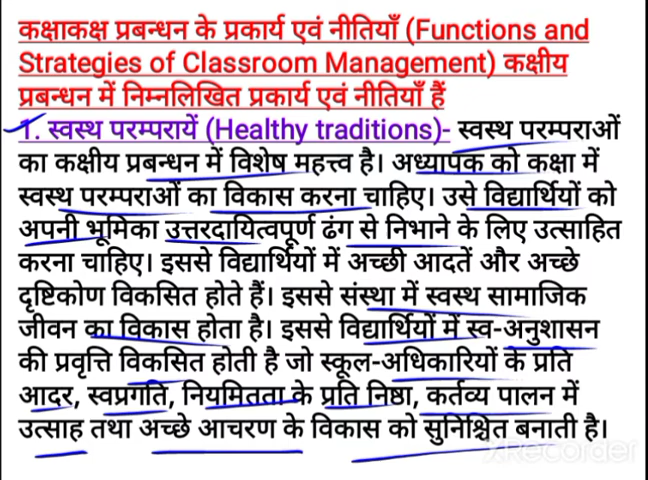 कक्षाकक्ष प्रबन्धन के प्रकार्य एवं नीतियाँ (Functions and
Strategies of Classroom Management) कक्षीय
प्रबन्धन में निम्नलिखित प्रकार्य एवं नीतियाँ हैं
1. स्वस्थ परम्परायें (Healthy traditions)- स्वस्थ परम्पराओं
का कक्षीय प्रबन्धन में विशेष महत्त्व है। अध्यापक को कक्षा में
स्वस्थ परम्पराओं का विकास करना चाहिए। उसे विद्यार्थियों को
अपनी भूमिका उत्तरदायित्वपूर्ण ढंग से निभाने के लिए उत्साहित
करना चाहिए। इससे विद्यार्थियों में अच्छी आदतें और अच्छे
दृष्टिकोण विकसित होते हैं। इससे संस्था में स्वस्थ सामाजिक
जीवन का विकास होता है। इससे विद्यार्थियों में स्व-अनुशासन
की प्रवृत्ति विकसित होती है जो स्कूल-अधिकारियों के प्रति
आदर, स्वप्रगति, नियमितता के प्रति निष्ठा, कर्तव्य पालन में
उत्साह तथा अच्छे आचरण के विकास को सुनिश्चित बनाती है।
XRecorder